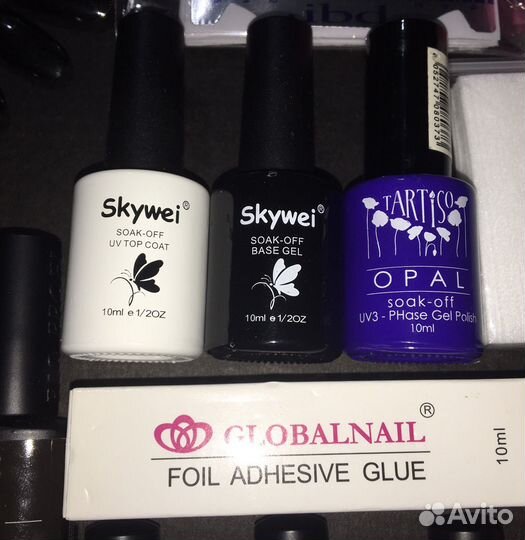 Skywei®
SOAK-OFF
UV TOP COAT
10ml e 1/2OZ
Skywei®
SOAK-OFF
BASE GEL
10ml e 1/2OZ
TARTISO
OPAL
soak-off
UV3 - PHase Gel Polish
10ml
GLOBALNAIL®
FOIL ADHESIVE GLUE
10ml
Avito